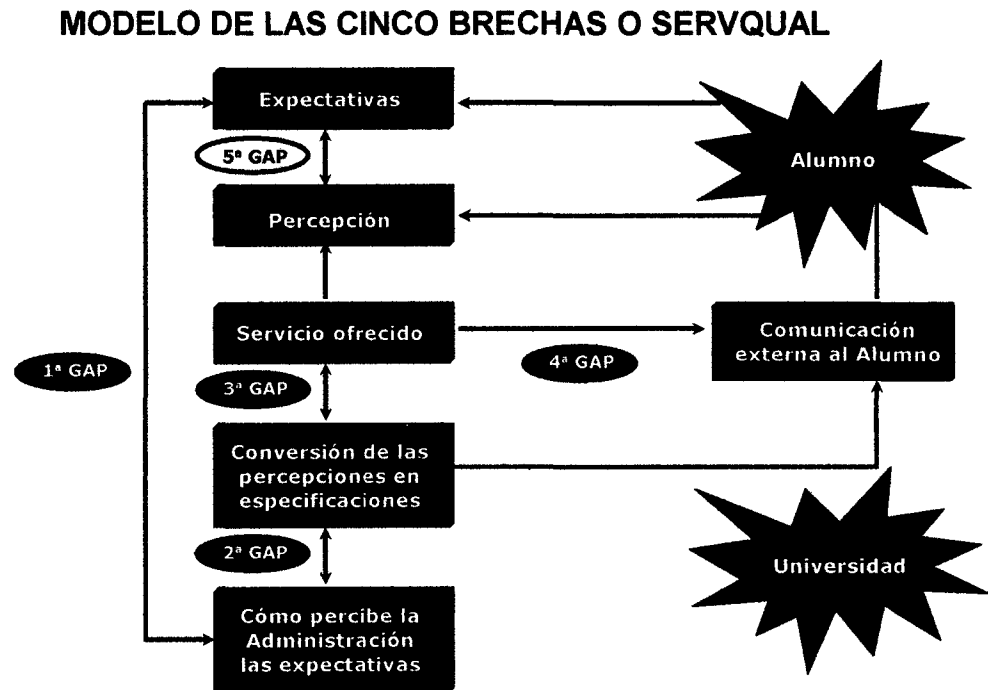 MODELO DE LAS CINCO BRECHAS O SERVQUAL
Expectativas
5ª GAP
Alumno
Percepción
Servicio ofrecido
Comunicación
externa al Alumno
1ª GAP
4ª GAP
3ª GAP
Conversión de las
percepciones en
especificaciones
2ª GAP
Universidad
Cómo percibe la
Administración
las expectativas